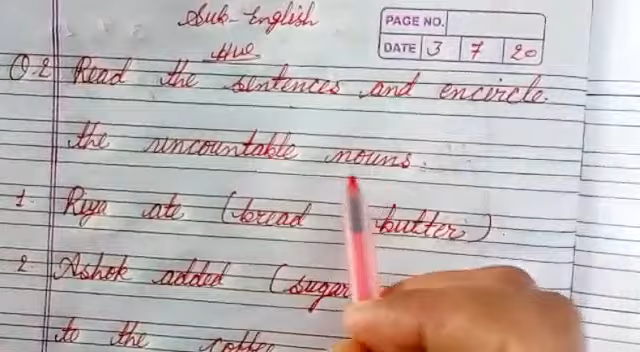 Sub-English
PAGE NO.
H.W
DATE 3 7 20
Q.2 Read the sentences and encircle
the uncountable nouns.
1. Riya ate (bread butter)
2. Ashok added (sugar
to the coffee